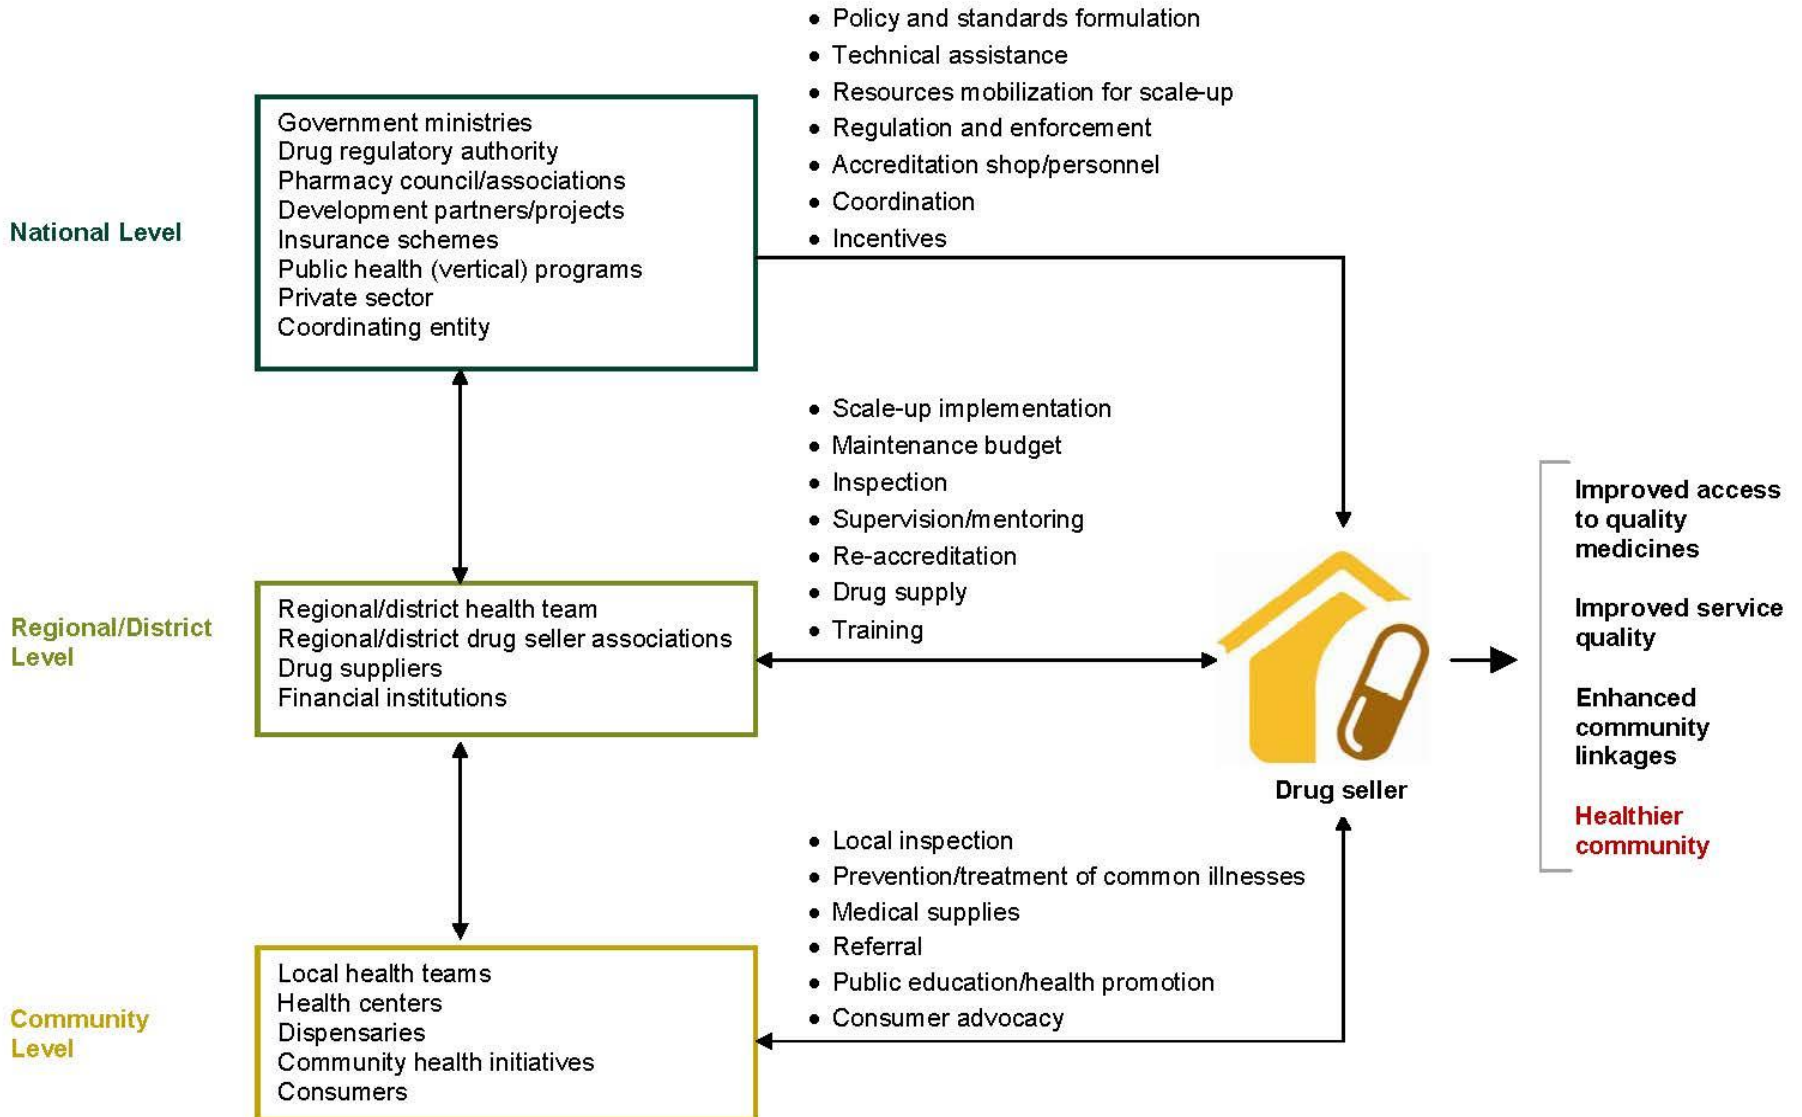 National Level
Government ministries
Drug regulatory authority
Pharmacy council/associations
Development partners/projects
Insurance schemes
Public health (vertical) programs
Private sector
Coordinating entity
• Policy and standards formulation
• Technical assistance
• Resources mobilization for scale-up
• Regulation and enforcement
• Accreditation shop/personnel
• Coordination
• Incentives
Regional/District
Level
Regional/district health team
Regional/district drug seller associations
Drug suppliers
Financial institutions
• Scale-up implementation
• Maintenance budget
• Inspection
• Supervision/mentoring
• Re-accreditation
• Drug supply
• Training
Community
Level
Local health teams
Health centers
Dispensaries
Community health initiatives
Consumers
• Local inspection
• Prevention/treatment of common illnesses
• Medical supplies
• Referral
• Public education/health promotion
• Consumer advocacy
Drug seller
Improved access
to quality
medicines
Improved service
quality
Enhanced
community
linkages
Healthier
community